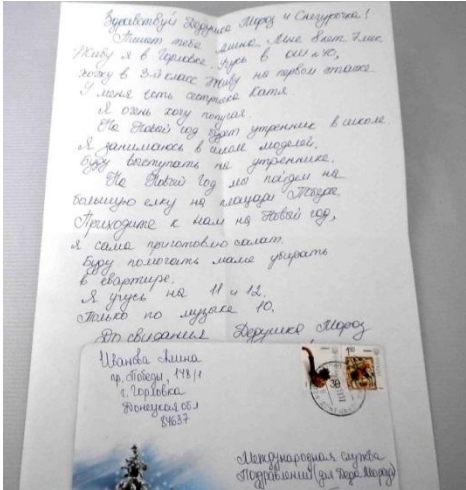 Здравствуй Дедушка Мороз и Снегурочка!
Пишет тебе Алина. Мне 8 лет 7 мес.
Живу я в Горловке. Учусь в ОШ №40,
хожу в 3-й класс. Живу на первом этаже
У меня есть сестричка Катя
Я очень хочу попугая.
На Новый год будет утренник в школе.
Я занимаюсь в школе моделей.
Буду выступать на утреннике.
На Новый Год мы пойдем на
большую елку на площади Победа
Приходите к нам на Новый год,
я сама приготовлю салат.
Буду помогать маме убирать
в квартире.
Я учусь на 11 и 12.
Только по музыке 10.
До свидания Дедушка Мороз
Иванова Алина
пр. Победы, 148/1
г. Горловка
Донецкая обл
84637
Международная служба
Поздравлений (для Деда Мороза)